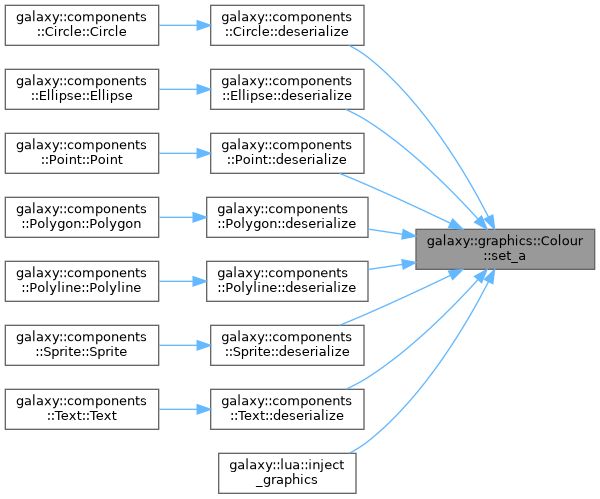 galaxy::components
::Circle::Circle
galaxy::components
::Circle::deserialize
galaxy::components
::Ellipse::Ellipse
galaxy::components
::Ellipse::deserialize
galaxy::components
::Point::Point
galaxy::components
::Point::deserialize
galaxy::components
::Polygon::Polygon
galaxy::components
::Polygon::deserialize
galaxy::graphics::Colour
::set_a
galaxy::components
::Polyline::Polyline
galaxy::components
::Polyline::deserialize
galaxy::components
::Sprite::Sprite
galaxy::components
::Sprite::deserialize
galaxy::components
::Text::Text
galaxy::components
::Text::deserialize
galaxy::lua::inject
_graphics